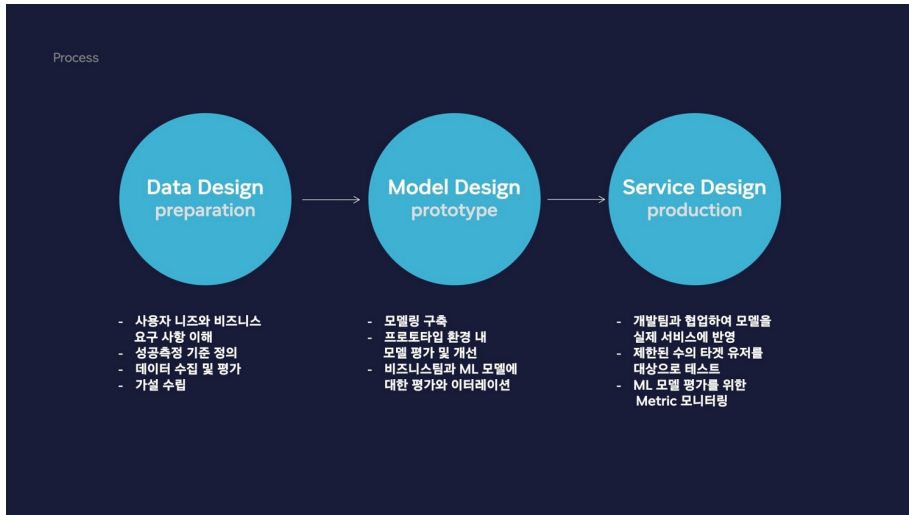 Process
Data Design
preparation
Model Design
prototype
Service Design
production
- 사용자 니즈와 비즈니스
요구 사항 이해
- 성공측정 기준 정의
- 데이터 수집 및 평가
- 가설 수립
- 모델링 구축
- 프로토타입 환경 내
모델 평가 및 개선
- 비즈니스팀과 ML 모델에
대한 평가와 이터레이션
- 개발팀과 협업하여 모델을
실제 서비스에 반영
- 제한된 수의 타겟 유저를
대상으로 테스트
- ML 모델 평가를 위한
Metric 모니터링